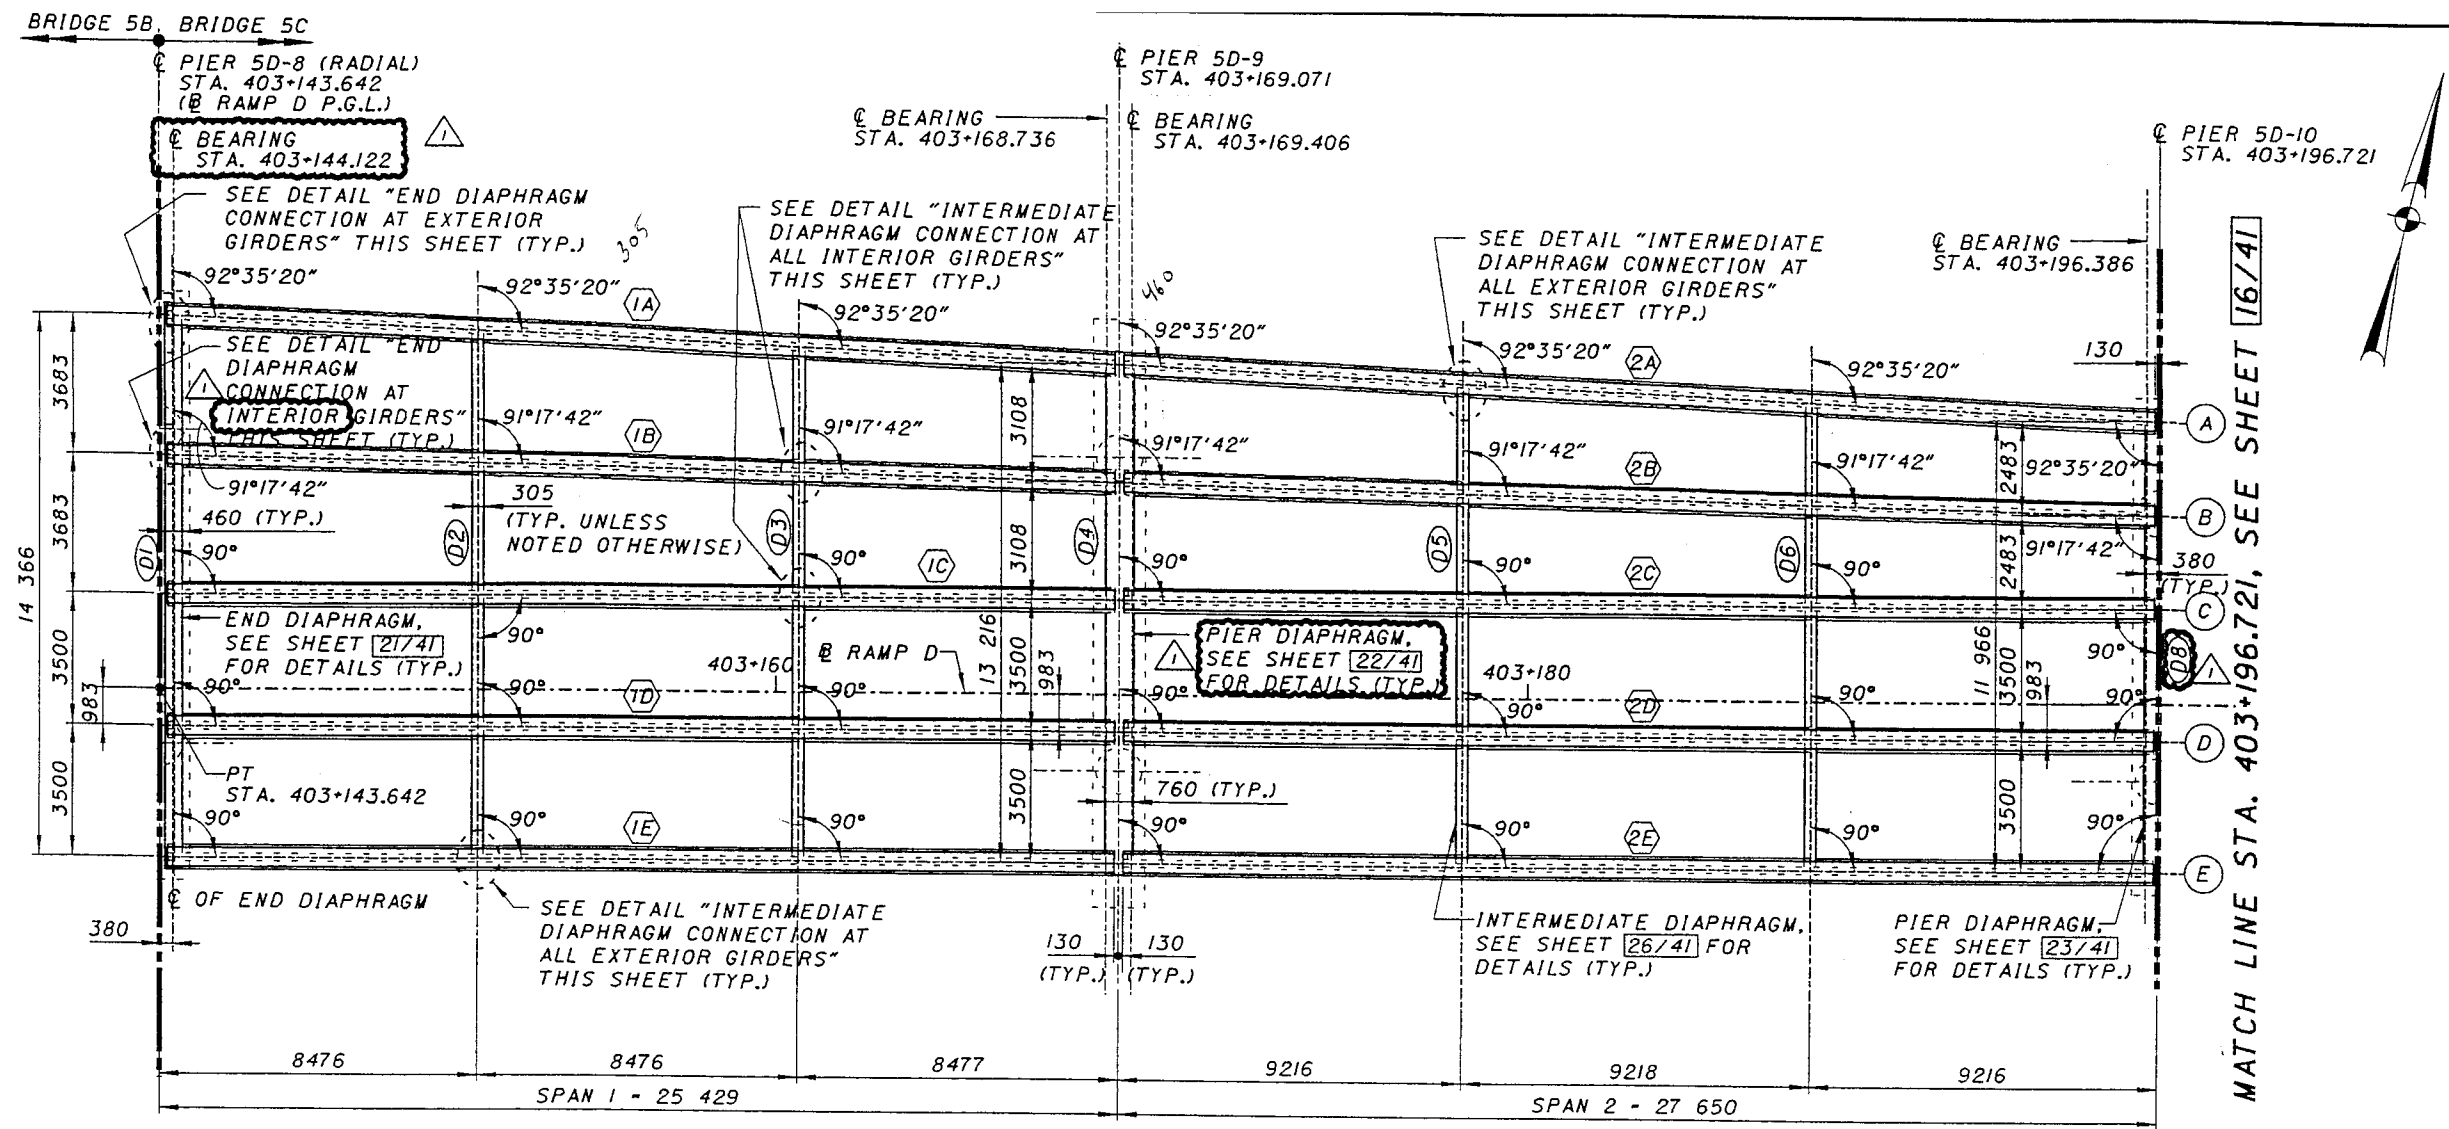 BRIDGE 5B, BRIDGE 5C
℄ PIER 5D-8 (RADIAL)
STA. 403+143.642
(BL RAMP D P.G.L.)
℄ BEARING
STA. 403+144.122
1
℄ BEARING
STA. 403+168.736
℄ PIER 5D-9
STA. 403+169.071
℄ BEARING
STA. 403+169.406
℄ PIER 5D-10
STA. 403+196.721
℄ BEARING
STA. 403+196.386
SEE DETAIL "END DIAPHRAGM
CONNECTION AT EXTERIOR
GIRDERS" THIS SHEET (TYP.)
305
SEE DETAIL "INTERMEDIATE
DIAPHRAGM CONNECTION AT
ALL INTERIOR GIRDERS"
THIS SHEET (TYP.)
460
SEE DETAIL "INTERMEDIATE
DIAPHRAGM CONNECTION AT
ALL EXTERIOR GIRDERS"
THIS SHEET (TYP.)
92°35'20"
92°35'20"
1A
92°35'20"
92°35'20"
92°35'20"
2A
92°35'20"
130
A
SEE DETAIL "END
DIAPHRAGM
1
CONNECTION AT
INTERIOR GIRDERS"
THIS SHEET (TYP.)
3683
3683
14 366
3500
983
3500
91°17'42"
91°17'42"
1B
91°17'42"
3108
91°17'42"
91°17'42"
2B
91°17'42"
2483
92°35'20"
B
460 (TYP.)
305
(TYP. UNLESS
NOTED OTHERWISE)
D1
D2
D3
D4
D5
D6
90°
90°
1C
3108
90°
90°
2C
90°
2483
91°17'42"
380
(TYP.)
C
END DIAPHRAGM,
SEE SHEET 21/41
FOR DETAILS (TYP.)
90°
403+160
BL RAMP D
13 216
3500
983
1
PIER DIAPHRAGM,
SEE SHEET 22/41
FOR DETAILS (TYP.)
403+180
11 966
3500
983
90°
D8
1
90°
90°
1D
90°
90°
90°
2D
90°
90°
D
PT
STA. 403+143.642
3500
760 (TYP.)
3500
90°
90°
1E
90°
90°
90°
2E
90°
90°
E
℄ OF END DIAPHRAGM
380
SEE DETAIL "INTERMEDIATE
DIAPHRAGM CONNECTION AT
ALL EXTERIOR GIRDERS"
THIS SHEET (TYP.)
130
(TYP.)
130
(TYP.)
INTERMEDIATE DIAPHRAGM,
SEE SHEET 26/41 FOR
DETAILS (TYP.)
PIER DIAPHRAGM,
SEE SHEET 23/41
FOR DETAILS (TYP.)
MATCH LINE STA. 403+196.721, SEE SHEET 16/41
8476
8476
8477
9216
9218
9216
SPAN 1 - 25 429
SPAN 2 - 27 650